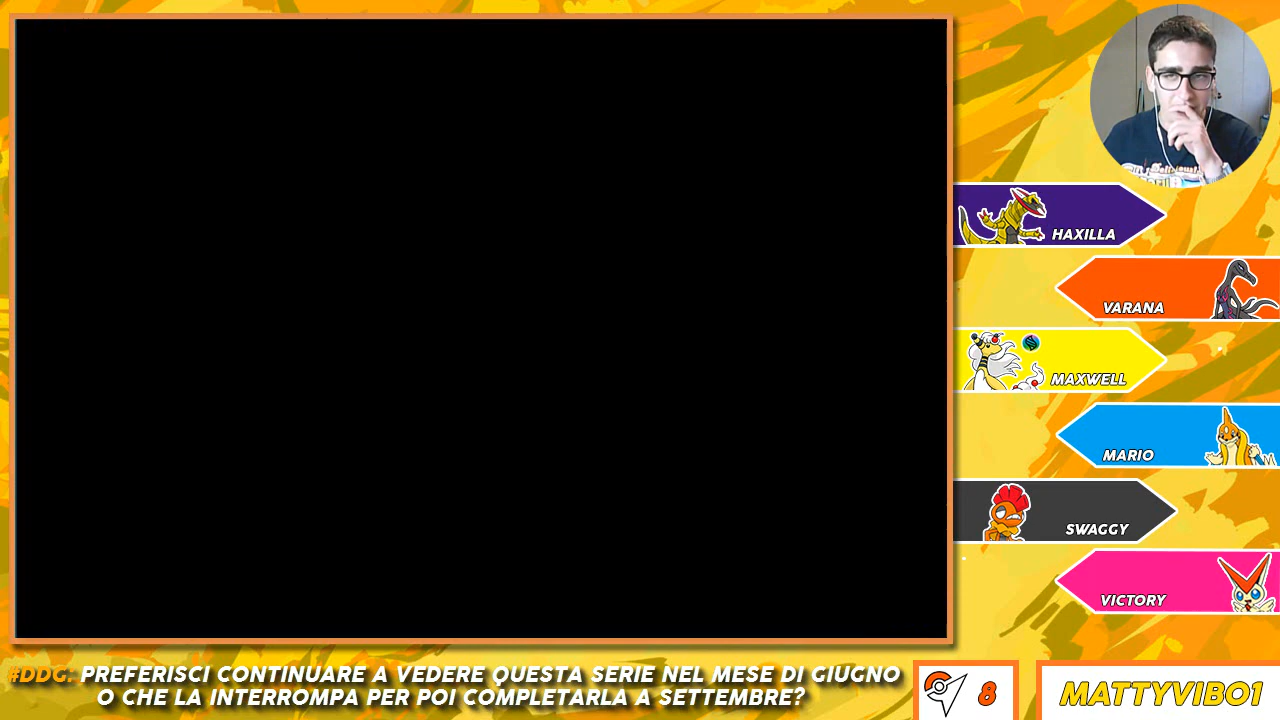 HAXILLA
VARANA
MAXWELL
MARIO
SWAGGY
VICTORY
#DDG: PREFERISCI CONTINUARE A VEDERE QUESTA SERIE NEL MESE DI GIUGNO
O CHE LA INTERROMPA PER POI COMPLETARLA A SETTEMBRE?
8
MATTYVIBO1